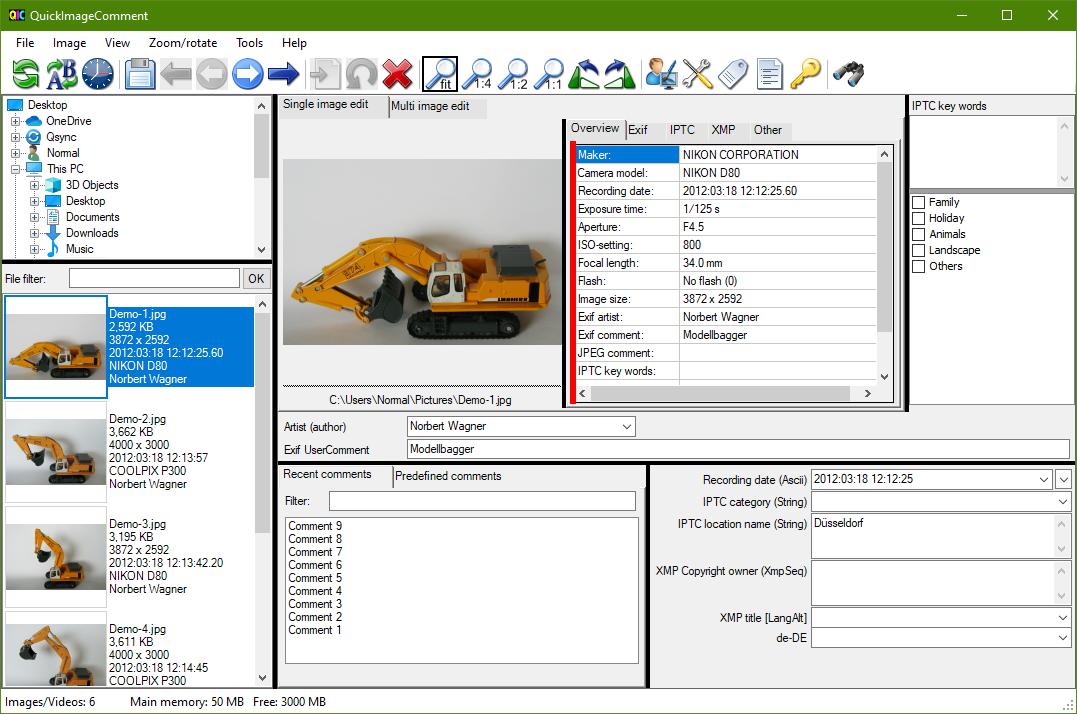 QIC QuickImageComment
File Image View Zoom/rotate Tools Help
fit 1:4 1:2 1:1
Desktop
OneDrive
Qsync
Normal
This PC
3D Objects
Desktop
Documents
Downloads
Music
File filter: OK
Demo-1.jpg
2,592 KB
3872 x 2592
2012:03:18 12:12:25.60
NIKON D80
Norbert Wagner
Demo-2.jpg
3,662 KB
4000 x 3000
2012:03:18 12:13:57
COOLPIX P300
Norbert Wagner
Demo-3.jpg
3,195 KB
3872 x 2592
2012:03:18 12:13:42.20
NIKON D80
Norbert Wagner
Demo-4.jpg
3,611 KB
4000 x 3000
2012:03:18 12:14:45
COOLPIX P300
Single image edit Multi image edit
974
LIEBHERR
C:\Users\Normal\Pictures\Demo-1.jpg
Overview Exif IPTC XMP Other
Maker: NIKON CORPORATION
Camera model: NIKON D80
Recording date: 2012:03:18 12:12:25.60
Exposure time: 1/125 s
Aperture: F4.5
ISO-setting: 800
Focal length: 34.0 mm
Flash: No flash (0)
Image size: 3872 x 2592
Exif artist: Norbert Wagner
Exif comment: Modellbagger
JPEG comment:
IPTC key words:
IPTC key words
Family
Holiday
Animals
Landscape
Others
Artist (author) Norbert Wagner
Exif UserComment Modellbagger
Recent comments Predefined comments
Filter:
Comment 9
Comment 8
Comment 7
Comment 6
Comment 5
Comment 4
Comment 3
Comment 2
Comment 1
Recording date (Ascii) 2012:03:18 12:12:25
IPTC category (String)
IPTC location name (String) Düsseldorf
XMP Copyright owner (XmpSeq)
XMP title [LangAlt]
de-DE
Images/Videos: 6 Main memory: 50 MB Free: 3000 MB